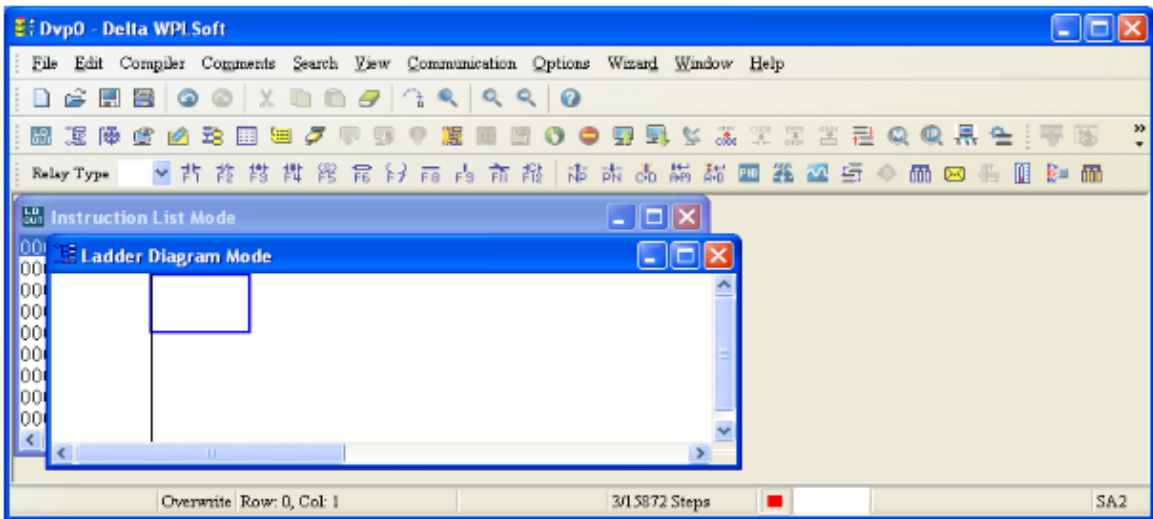 Dvp0 - Delta WPLSoft
File Edit Compiler Comments Search View Communication Options Wizard Window Help
Relay Type
Instruction List Mode
Ladder Diagram Mode
Overwrite Row: 0, Col: 1 3/15872 Steps SA2